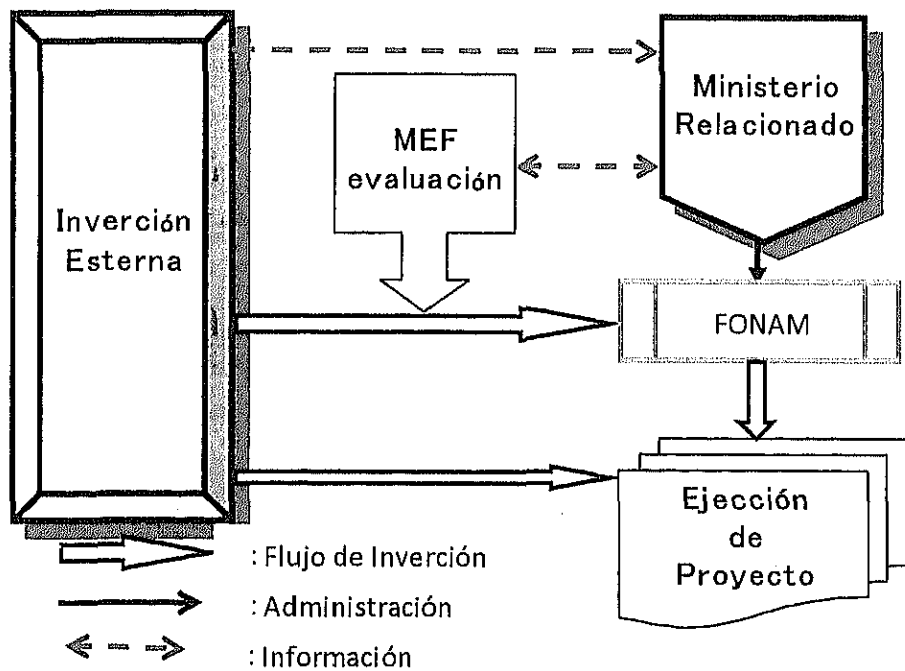 Inverción
Esterna
MEF
evaluación
Ministerio
Relacionado
FONAM
Ejección
de
Proyecto
: Flujo de Inverción
: Administración
: Información